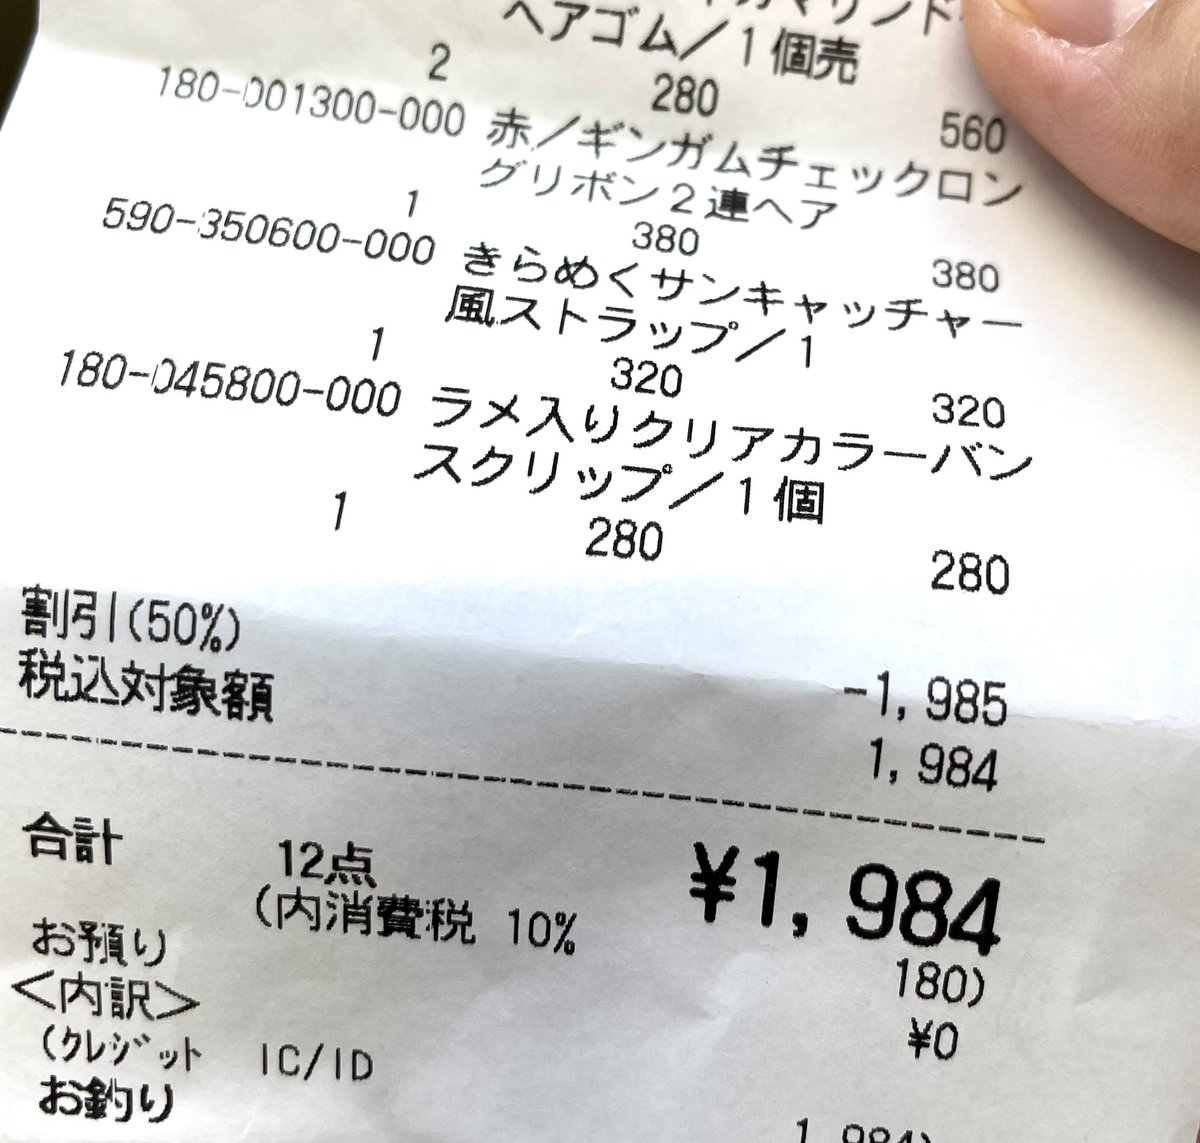 ヘアゴム／1個売
2 280 560
180-001300-000 赤／ギンガムチェックロン
グリボン2連ヘア
1 380 380
590-350600-000 きらめくサンキャッチャー
風ストラップ／1
1 320 320
180-045800-000 ラメ入りクリアカラーバン
スクリップ／1個
1 280 280
割引(50%) -1,985
税込対象額 1,984
合計 12点 ¥1,984
(内消費税 10% 180)
お預り ¥0
<内訳>
(クレジット IC/ID 1,984)
お釣り